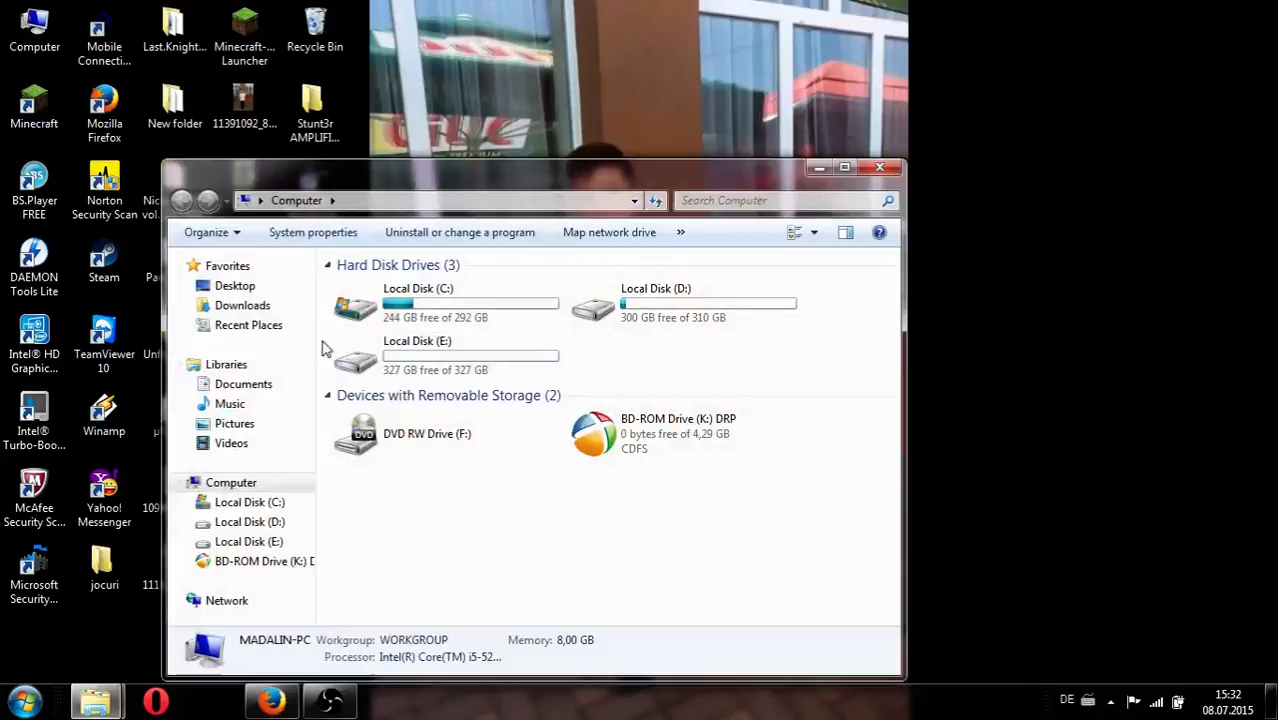 Computer
Mobile
Connecti...
Last.Knight...
Minecraft-...
Launcher
Recycle Bin
Minecraft
Mozilla
Firefox
New folder
11391092_8...
Stunt3r
AMPLIFI...
BS.Player
FREE
Norton
Security Scan
Nic
vol.
DAEMON
Tools Lite
Steam
Pa
Intel® HD
Graphic...
TeamViewer
10
Unf
Intel®
Turbo-Boo...
Winamp
µ
McAfee
Security Sc...
Yahoo!
Messenger
109
Microsoft
Security...
jocuri
111
Computer
Search Computer
Organize
System properties
Uninstall or change a program
Map network drive
»
Favorites
Desktop
Downloads
Recent Places
Libraries
Documents
Music
Pictures
Videos
Computer
Local Disk (C:)
Local Disk (D:)
Local Disk (E:)
BD-ROM Drive (K:) D
Network
Hard Disk Drives (3)
Local Disk (C:)
244 GB free of 292 GB
Local Disk (D:)
300 GB free of 310 GB
Local Disk (E:)
327 GB free of 327 GB
Devices with Removable Storage (2)
DVD
DVD RW Drive (F:)
BD-ROM Drive (K:) DRP
0 bytes free of 4,29 GB
CDFS
MADALIN-PC Workgroup: WORKGROUP Memory: 8,00 GB
Processor: Intel(R) Core(TM) i5-52...
DE
15:32
08.07.2015